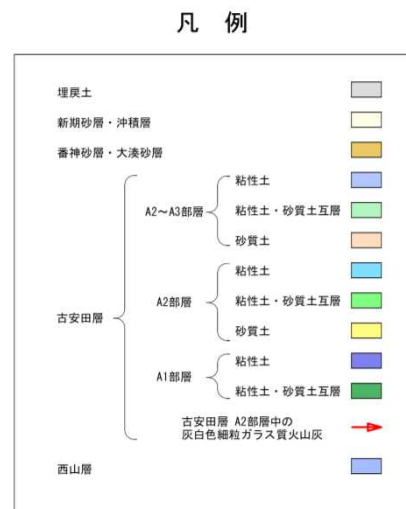 凡 例
埋戻土
新期砂層・沖積層
番神砂層・大湊砂層
古安田層
A2～A3部層
粘性土
粘性土・砂質土互層
砂質土
A2部層
粘性土
粘性土・砂質土互層
砂質土
A1部層
粘性土
粘性土・砂質土互層
古安田層 A2部層中の
灰白色細粒ガラス質火山灰
西山層